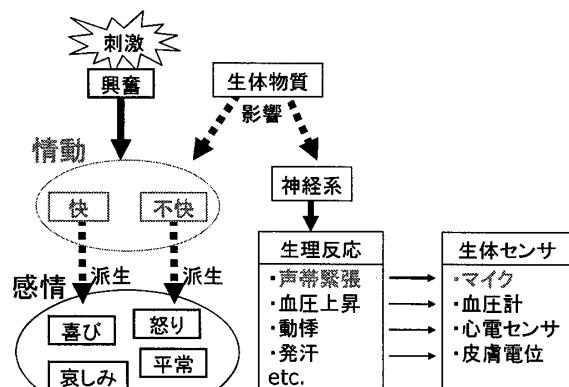 刺激
興奮
生体物質
影響
情動
快
不快
神経系
派生
派生
感情
喜び
怒り
哀しみ
平常
生理反応
・声帯緊張
・血圧上昇
・動悸
・発汗
etc.
生体センサ
・マイク
・血圧計
・心電センサ
・皮膚電位